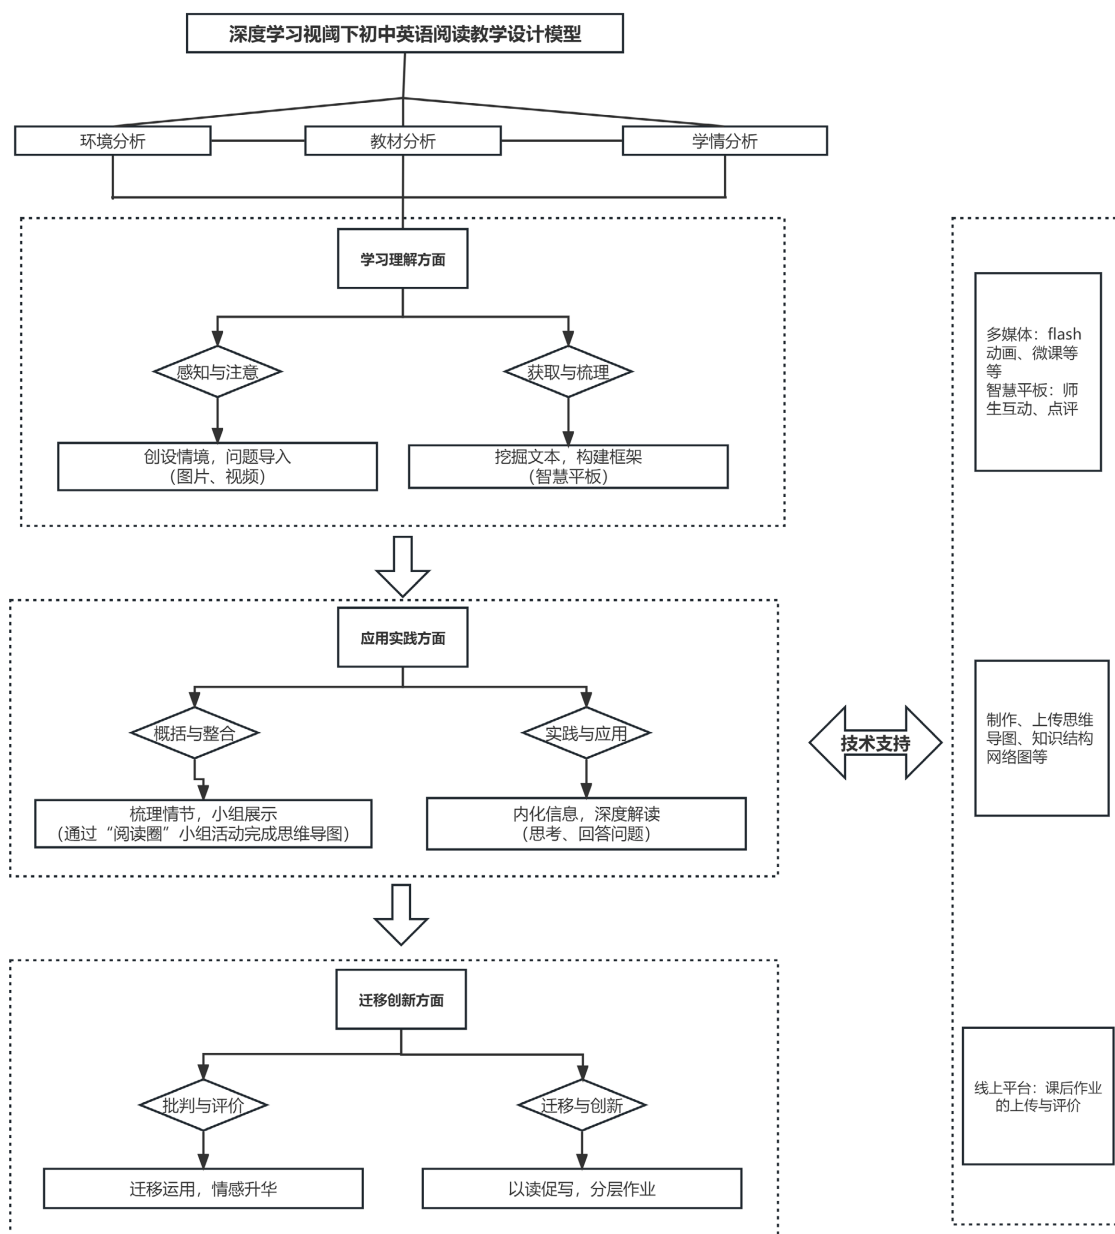 深度学习视阈下初中英语阅读教学设计模型
环境分析
教材分析
学情分析
学习理解方面
感知与注意
获取与梳理
创设情境，问题导入
（图片、视频）
挖掘文本，构建框架
（智慧平板）
应用实践方面
概括与整合
实践与应用
梳理情节，小组展示
（通过“阅读圈”小组活动完成思维导图）
内化信息，深度解读
（思考、回答问题）
迁移创新方面
批判与评价
迁移与创新
迁移运用，情感升华
以读促写，分层作业
技术支持
多媒体：flash
动画、微课等
等
智慧平板：师
生互动、点评
制作、上传思维
导图、知识结构
网络图等
线上平台：课后作业
的上传与评价